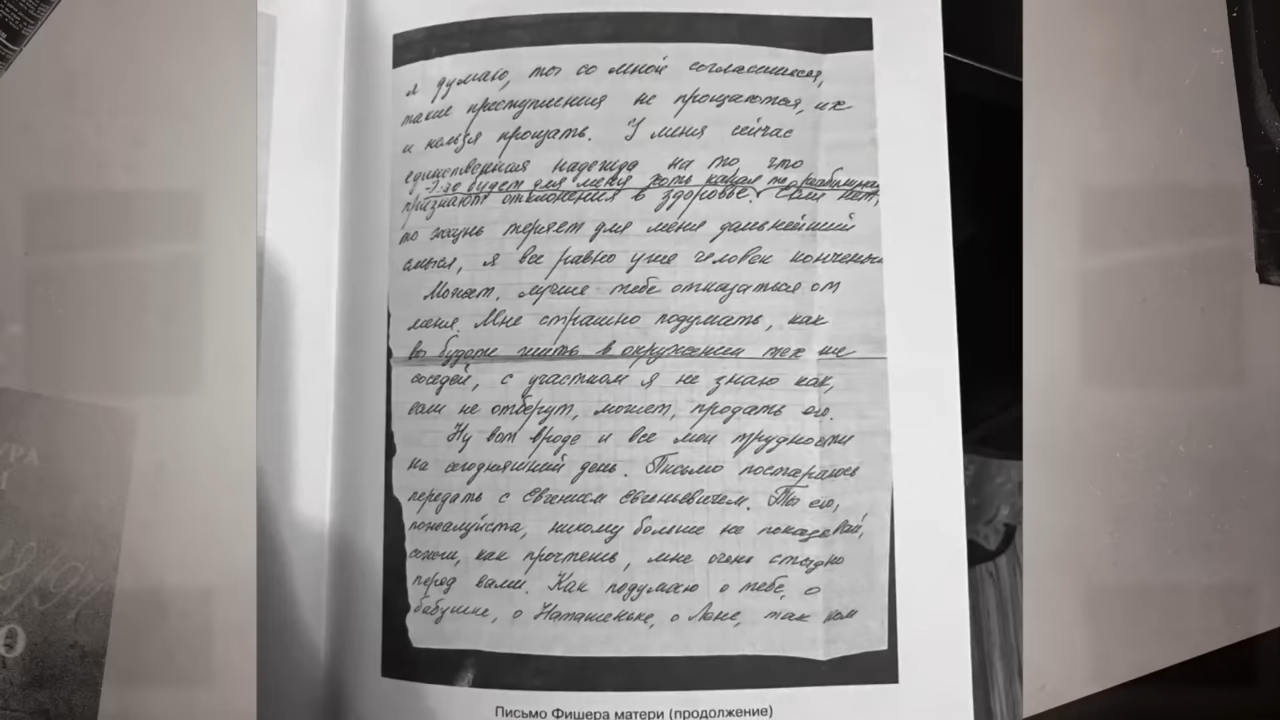 я думаю, ты со мной согласишься,
такие преступления не прощаются, их
и нельзя прощать. У меня сейчас
единственная надежда на то что
это будет для меня хоть какая то реабилитация
признают отклонения в здоровье. Если нет,
то жизнь теряет для меня дальнейший
смысл, я все равно уже человек конченый
Может, лучше тебе отказаться от
меня. Мне страшно подумать, как
вы будете жить в окружении тех же
соседей, с участком я не знаю как,
если не отберут, может, продать его.
Ну вот вроде и все мои трудности
на сегодняшний день. Письмо постараюсь
передать с Евгением Евгеньевичем. Ты его,
пожалуйста, никому больше не показывай,
сожги, как прочтешь, мне очень стыдно
перед вами. Как подумаю о тебе, о
бабушке, о Наташеньке, о Лене, так ком
Письмо Фишера матери (продолжение)
УРА
О